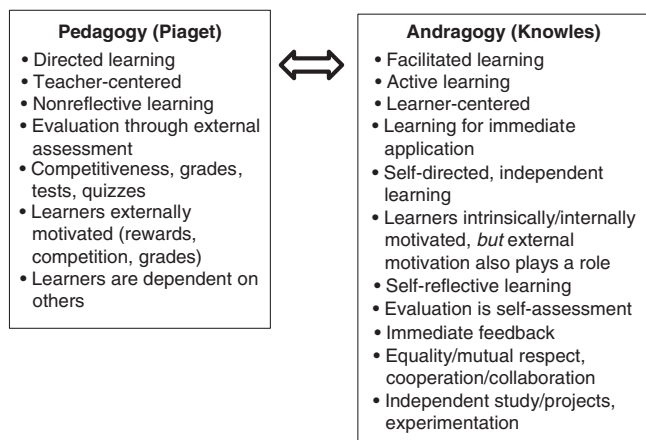 Pedagogy (Piaget)
• Directed learning
• Teacher-centered
• Nonreflective learning
• Evaluation through external
assessment
• Competitiveness, grades,
tests, quizzes
• Learners externally
motivated (rewards,
competition, grades)
• Learners are dependent on
others
Andragogy (Knowles)
• Facilitated learning
• Active learning
• Learner-centered
• Learning for immediate
application
• Self-directed, independent
learning
• Learners intrinsically/internally
motivated, but external
motivation also plays a role
• Self-reflective learning
• Evaluation is self-assessment
• Immediate feedback
• Equality/mutual respect,
cooperation/collaboration
• Independent study/projects,
experimentation